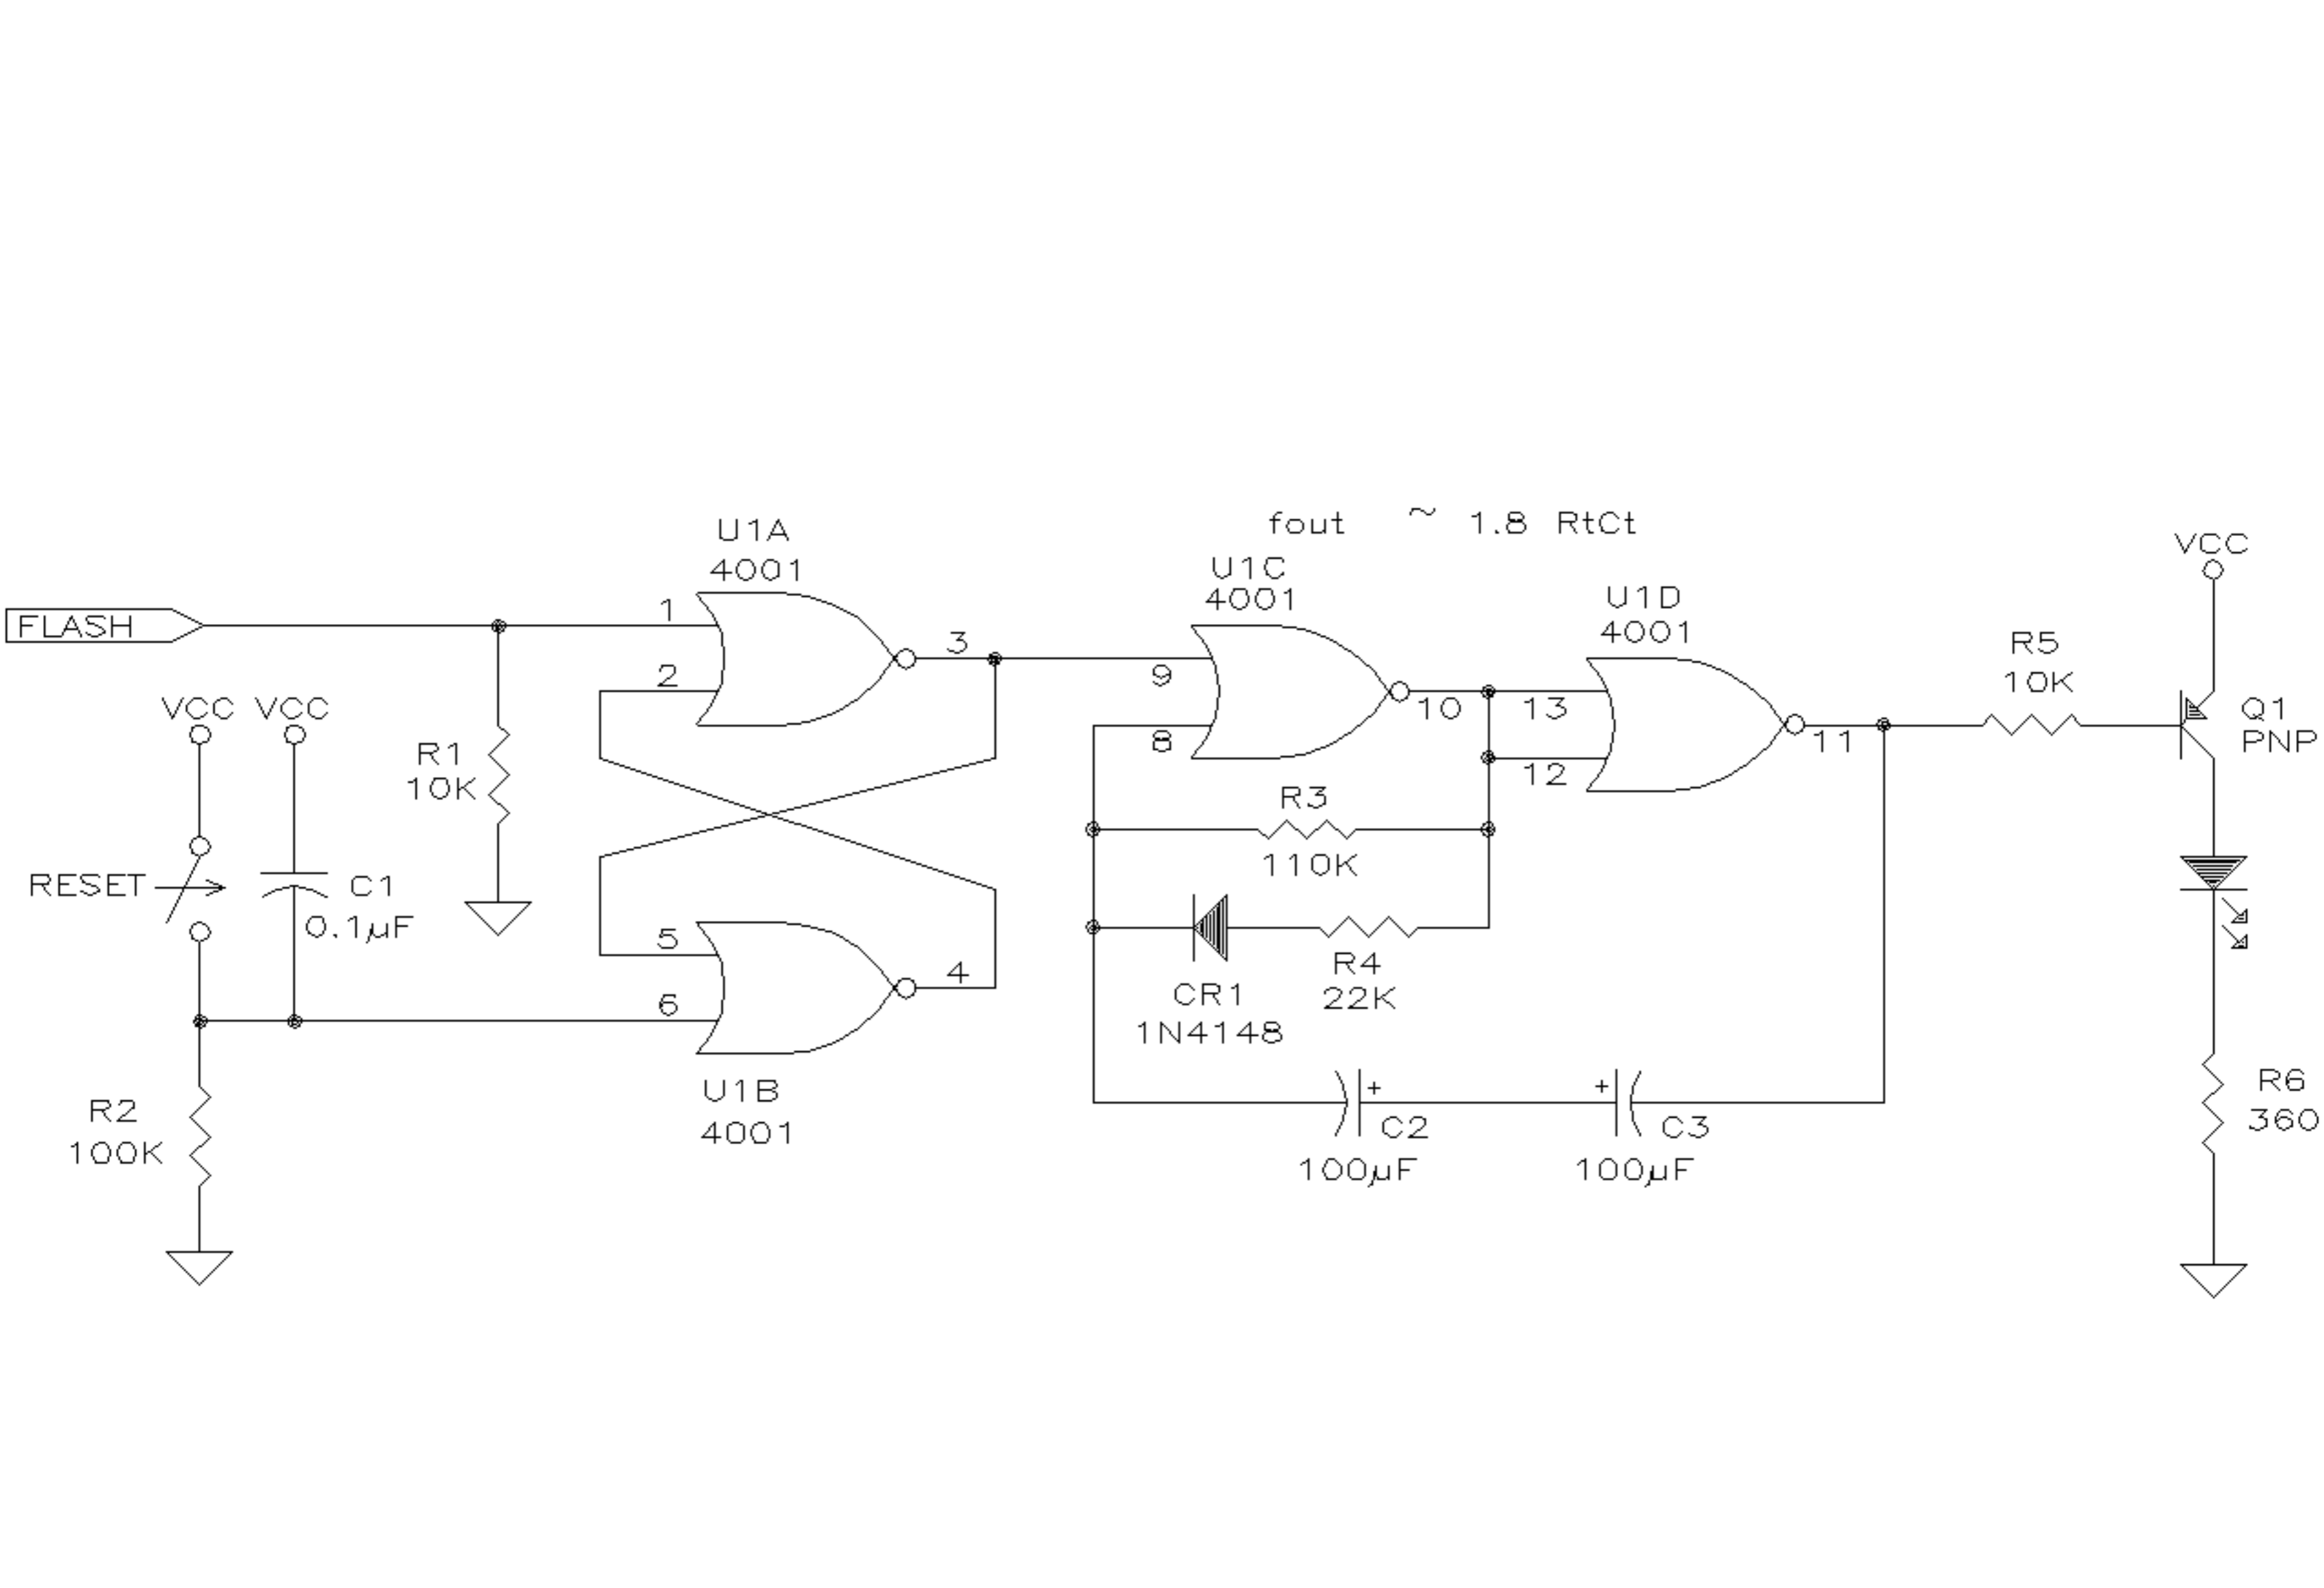 fout ~ 1.8 RtCt
U1A
4001
U1C
4001
VCC
U1D
4001
FLASH
1
2
3
9
8
10
13
12
11
R5
10K
Q1
PNP
VCC VCC
R1
10K
R3
110K
RESET
C1
0.1µF
5
6
4
R4
22K
CR1
1N4148
R2
100K
U1B
4001
+
C2
100µF
+
C3
100µF
R6
360